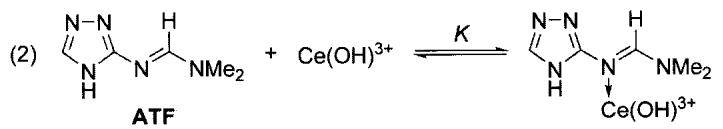 (2) N N N H N H NMe₂ + Ce(OH)³⁺ K N N N H N H NMe₂
ATF Ce(OH)³⁺